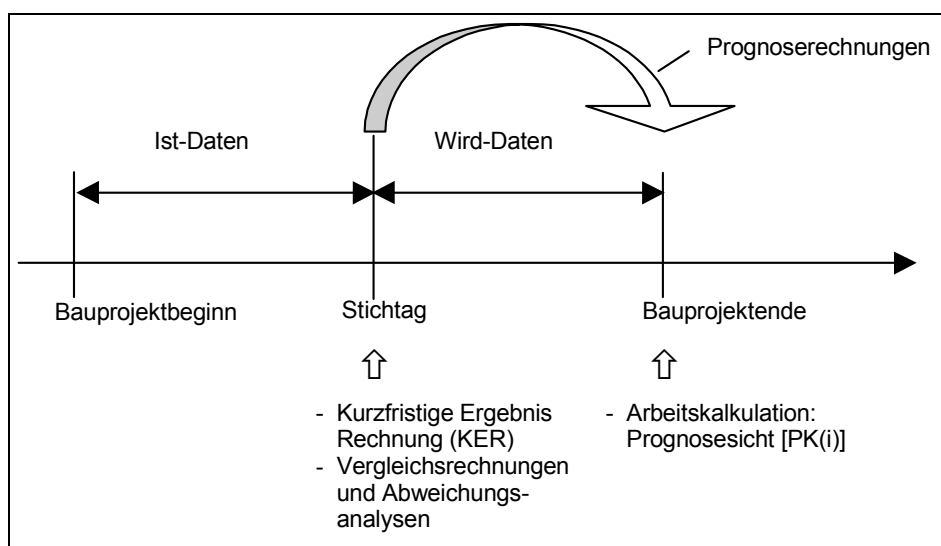 Prognoserechnungen
Ist-Daten
Wird-Daten
Bauprojektbeginn
Stichtag
Bauprojektende
- Kurzfristige Ergebnis
Rechnung (KER)
- Vergleichsrechnungen
und Abweichungs-
analysen
- Arbeitskalkulation:
Prognosesicht [PK(i)]